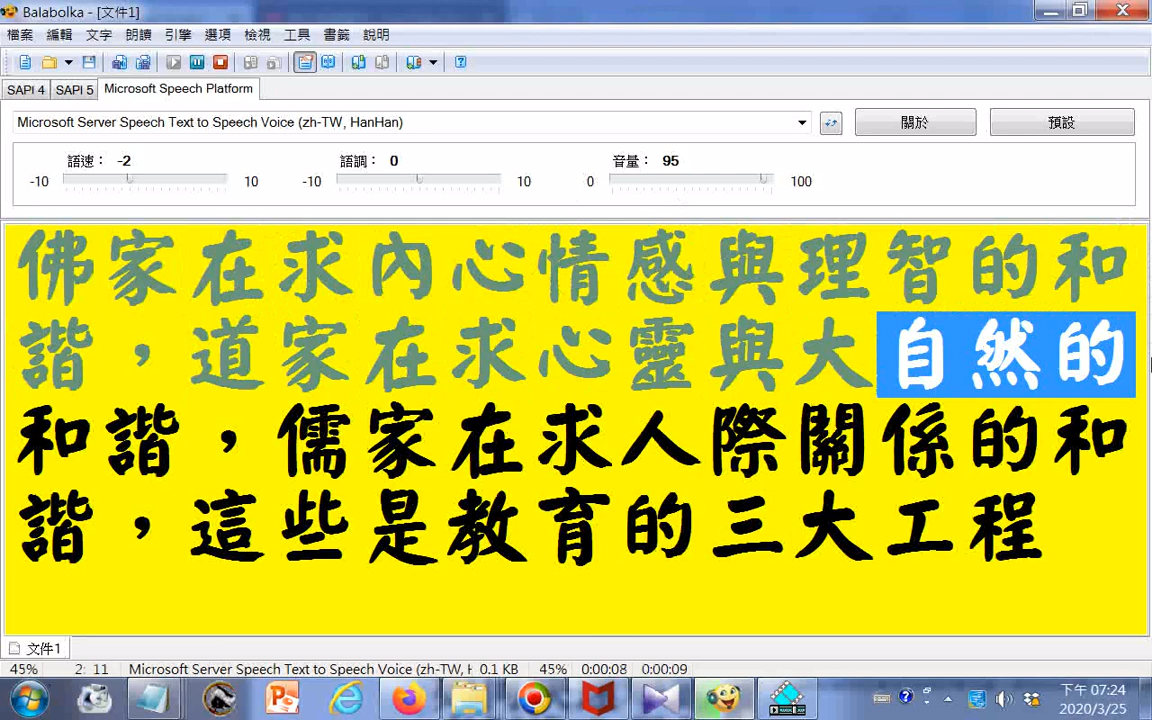 Balabolka - [文件1]
檔案 編輯 文字 朗讀 引擎 選項 檢視 工具 書籤 說明
SAPI 4 SAPI 5 Microsoft Speech Platform
Microsoft Server Speech Text to Speech Voice (zh-TW, HanHan) 關於 預設
語速： -2 語調： 0 音量： 95
-10 10 -10 10 0 100
佛家在求內心情感與理智的和
諧，道家在求心靈與大自然的
和諧，儒家在求人際關係的和
諧，這些是教育的三大工程
文件1
45% 2: 11 Microsoft Server Speech Text to Speech Voice (zh-TW, H 0.1 KB 45% 0:00:08 0:00:09
下午 07:24
2020/3/25